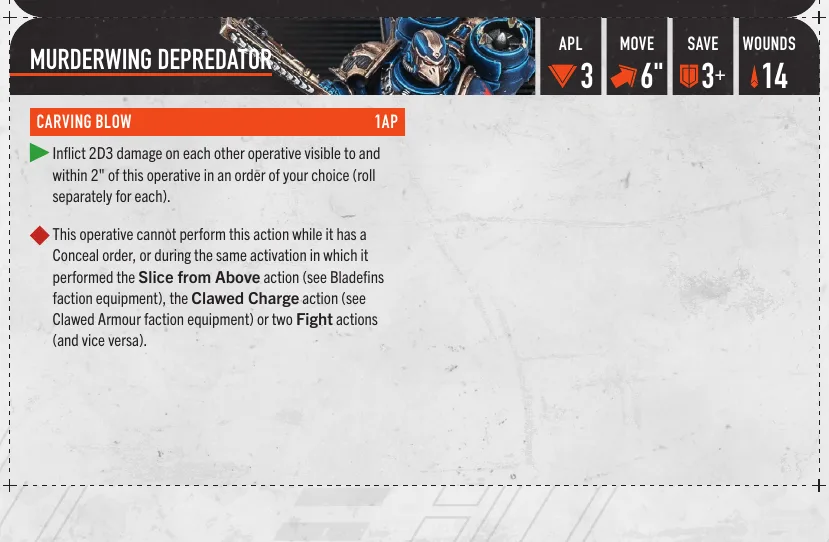 MURDERWING DEPREDATOR
APL MOVE SAVE WOUNDS
3 6" 3+ 14
CARVING BLOW 1AP
Inflict 2D3 damage on each other operative visible to and
within 2" of this operative in an order of your choice (roll
separately for each).
This operative cannot perform this action while it has a
Conceal order, or during the same activation in which it
performed the Slice from Above action (see Bladefins
faction equipment), the Clawed Charge action (see
Clawed Armour faction equipment) or two Fight actions
(and vice versa).